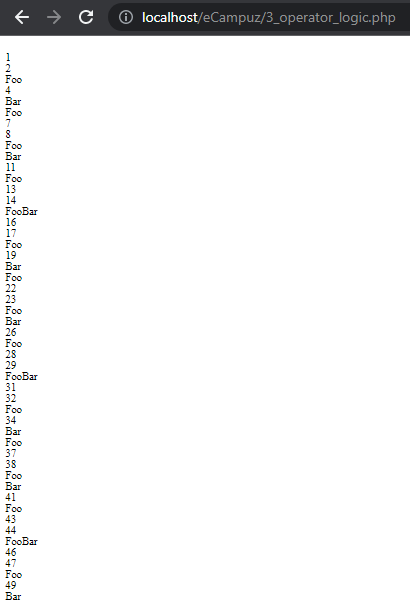 localhost/eCampuz/3_operator_logic.php
1
2
Foo
4
Bar
Foo
7
8
Foo
Bar
11
Foo
13
14
FooBar
16
17
Foo
19
Bar
Foo
22
23
Foo
Bar
26
Foo
28
29
FooBar
31
32
Foo
34
Bar
Foo
37
38
Foo
Bar
41
Foo
43
44
FooBar
46
47
Foo
49
Bar